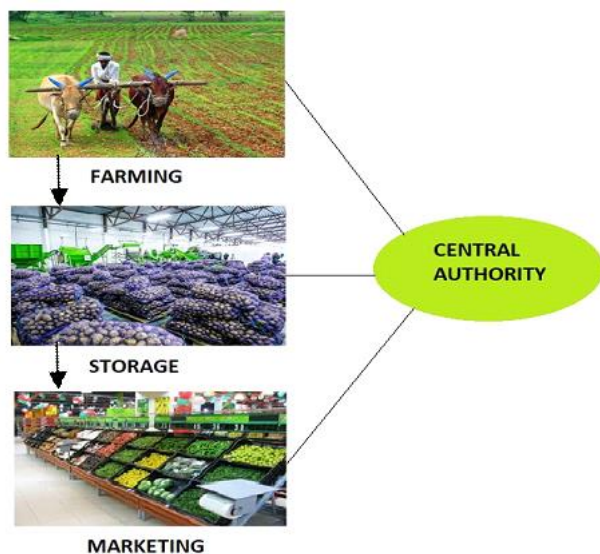 FARMING
CENTRAL
AUTHORITY
STORAGE
MARKETING